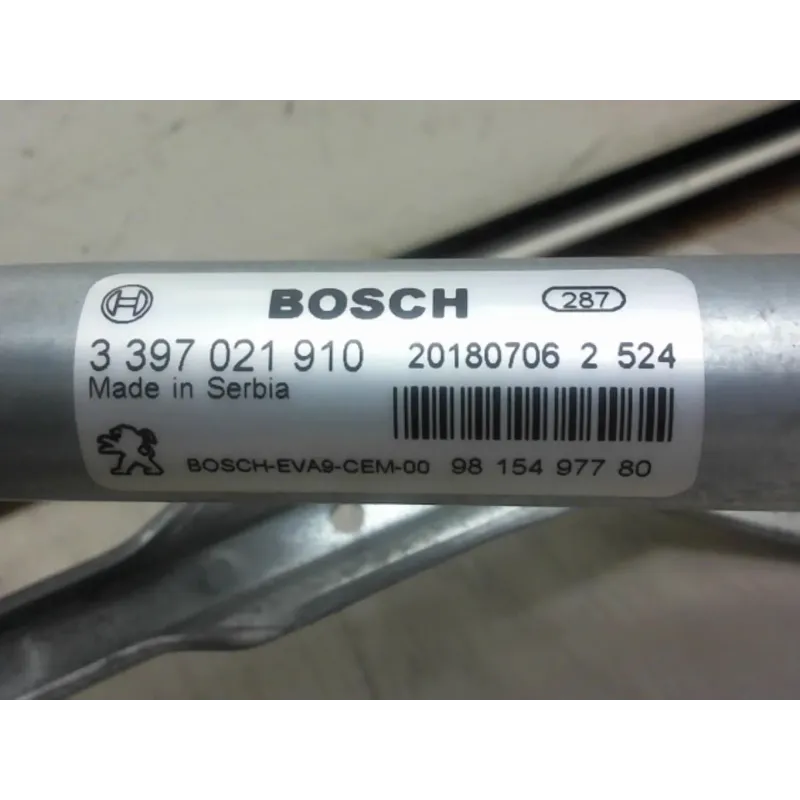 BOSCH 287
3 397 021 910 20180706 2 524
Made in Serbia
BOSCH-EVA9-CEM-00 98 154 977 80